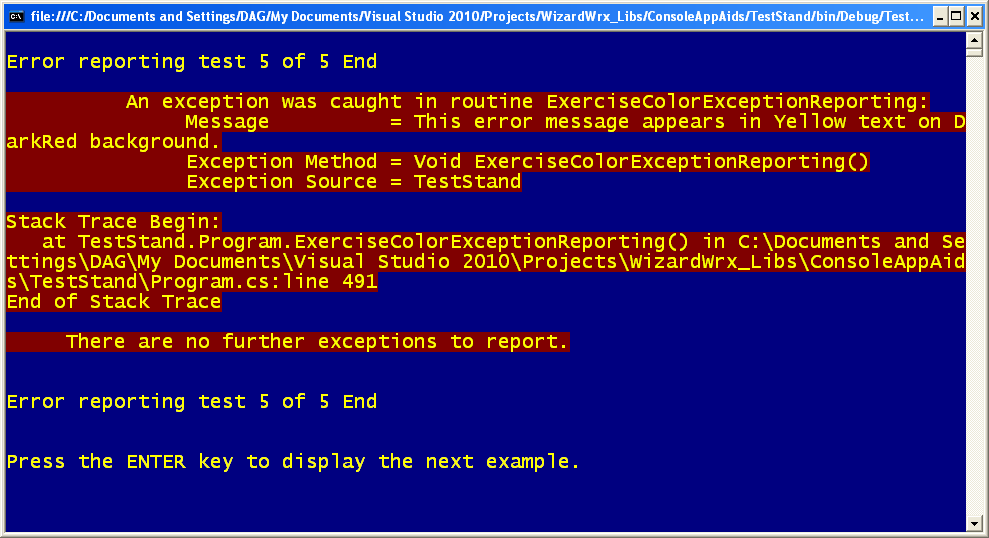 file:///C:/Documents and Settings/DAG/My Documents/Visual Studio 2010/Projects/WizardWrx_Libs/ConsoleAppAids/TestStand/bin/Debug/Test...
Error reporting test 5 of 5 End
An exception was caught in routine ExerciseColorExceptionReporting:
Message = This error message appears in Yellow text on D
arkRed background.
Exception Method = Void ExerciseColorExceptionReporting()
Exception Source = TestStand
Stack Trace Begin:
at TestStand.Program.ExerciseColorExceptionReporting() in C:\Documents and Se
ttings\DAG\My Documents\Visual Studio 2010\Projects\WizardWrx_Libs\ConsoleAppAid
s\TestStand\Program.cs:line 491
End of Stack Trace
There are no further exceptions to report.
Error reporting test 5 of 5 End
Press the ENTER key to display the next example.